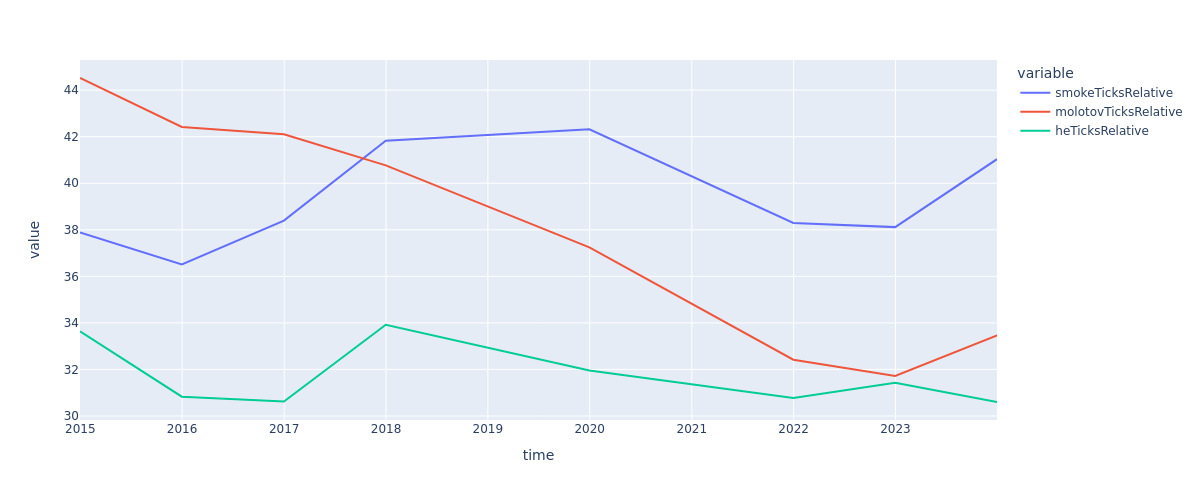 variable
smokeTicksRelative
molotovTicksRelative
heTicksRelative
44
42
40
38
36
34
32
30
value
2015 2016 2017 2018 2019 2020 2021 2022 2023
time